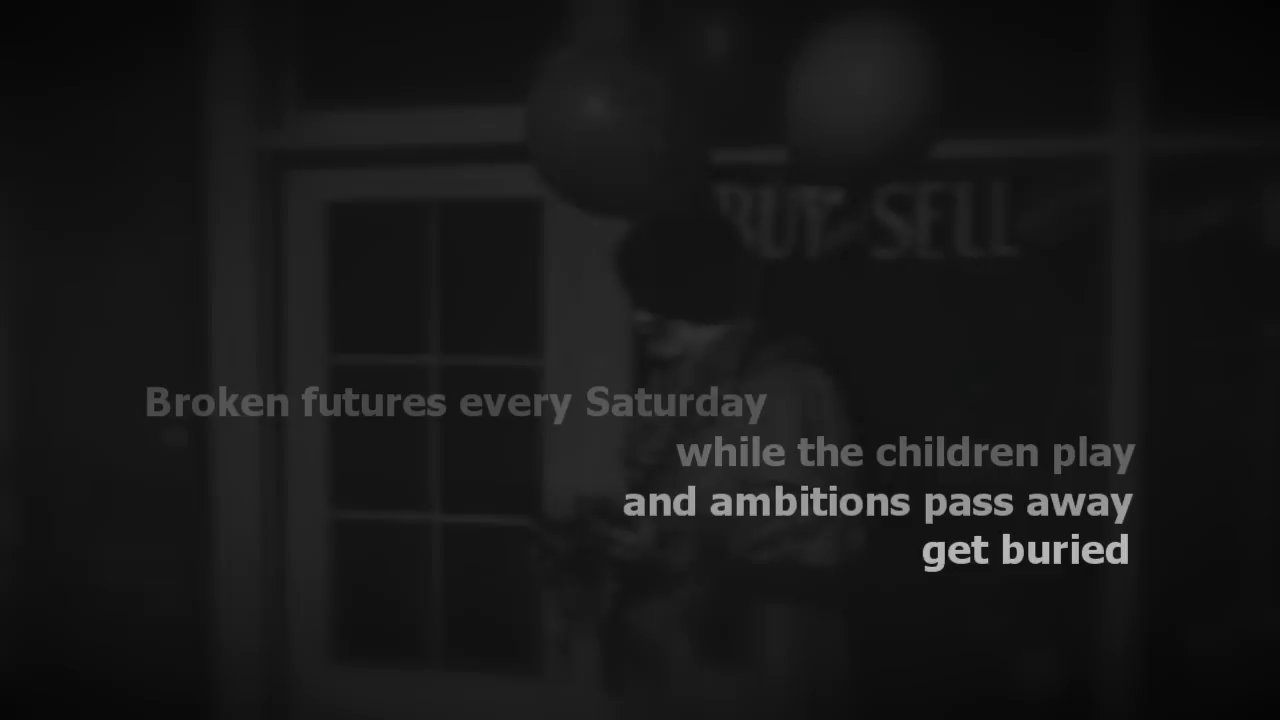 BUY SELL
Broken futures every Saturday
while the children play
and ambitions pass away
get buried